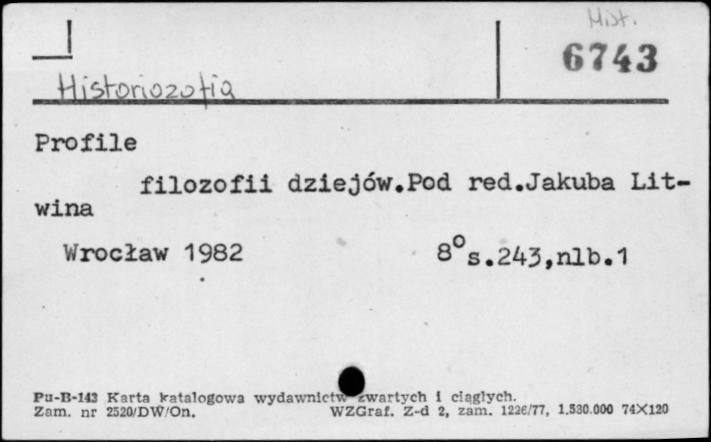 Hist.
6743
Historiozofia
Profile
filozofii dziejów.Pod red.Jakuba Lit-
wina
Wrocław 1982 8°s.243,nlb.1
Pu-B-143 Karta katalogowa wydawnictw zwartych i ciągłych.
Zam. nr 2520/DW/On. WZGraf. Z-d 2, zam. 1226/77, 1.530.000 74X120